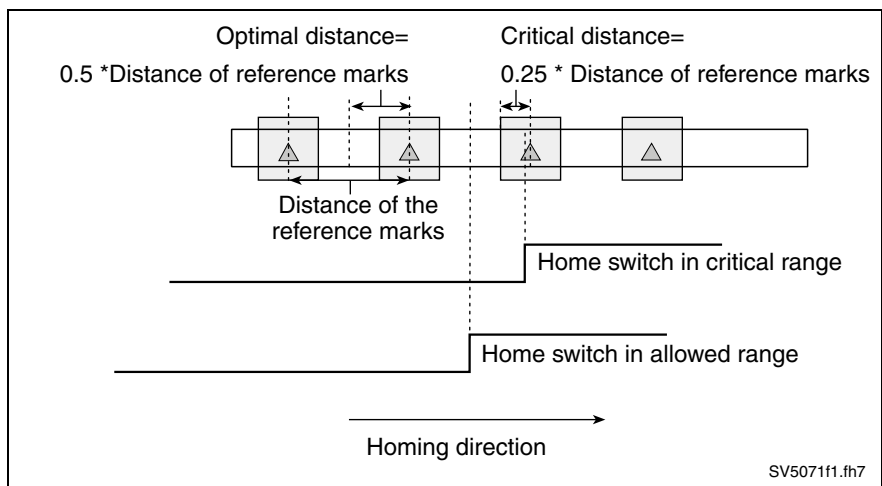 Optimal distance=
0.5 *Distance of reference marks
Critical distance=
0.25 * Distance of reference marks
Distance of the
reference marks
Home switch in critical range
Home switch in allowed range
Homing direction
SV5071f1.fh7